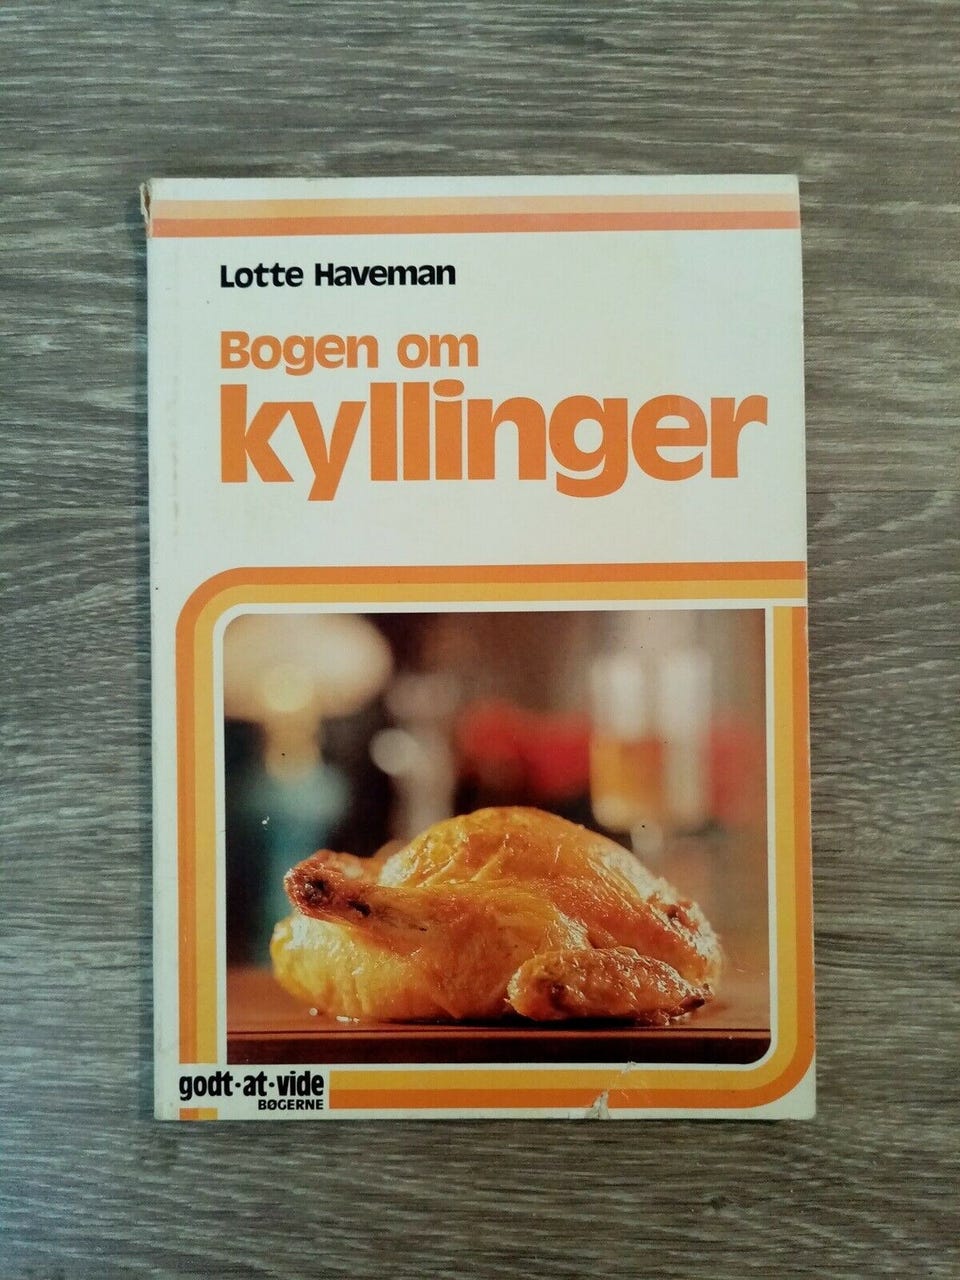 Lotte Haveman
Bogen om
kyllinger
godt·at·vide
BØGERNE